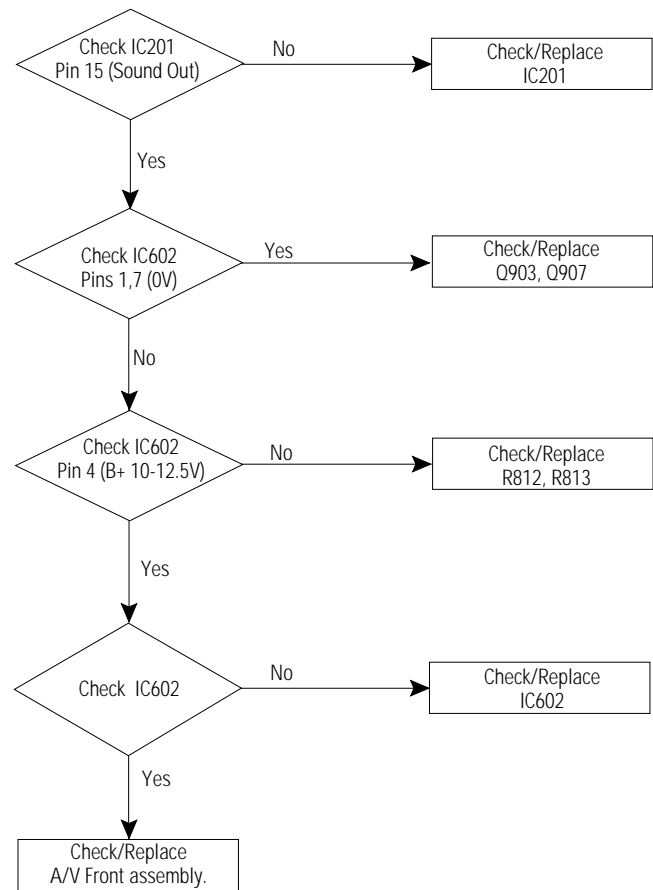 Check IC201
Pin 15 (Sound Out)
No
Check/Replace
IC201
Yes
Check IC602
Pins 1,7 (0V)
Yes
Check/Replace
Q903, Q907
No
Check IC602
Pin 4 (B+ 10-12.5V)
No
Check/Replace
R812, R813
Yes
Check IC602
No
Check/Replace
IC602
Yes
Check/Replace
A/V Front assembly.